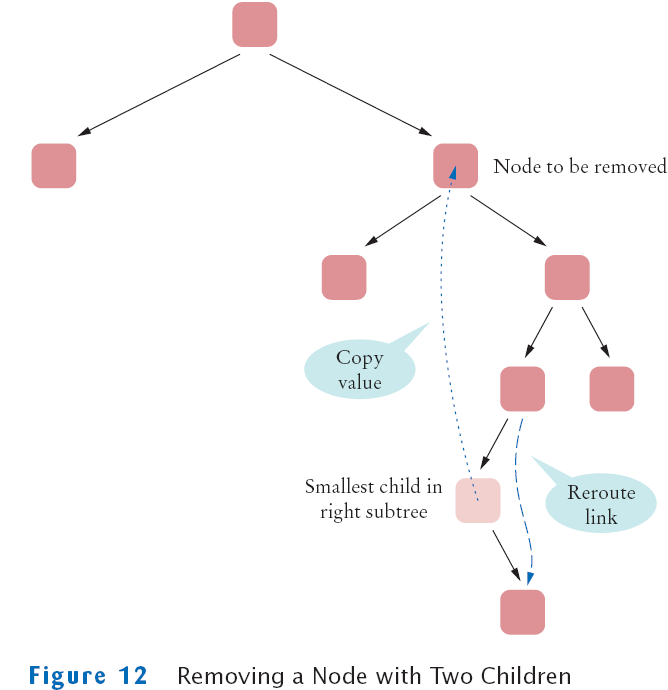 Node to be removed
Copy
value
Smallest child in
right subtree
Reroute
link
Figure 12 Removing a Node with Two Children